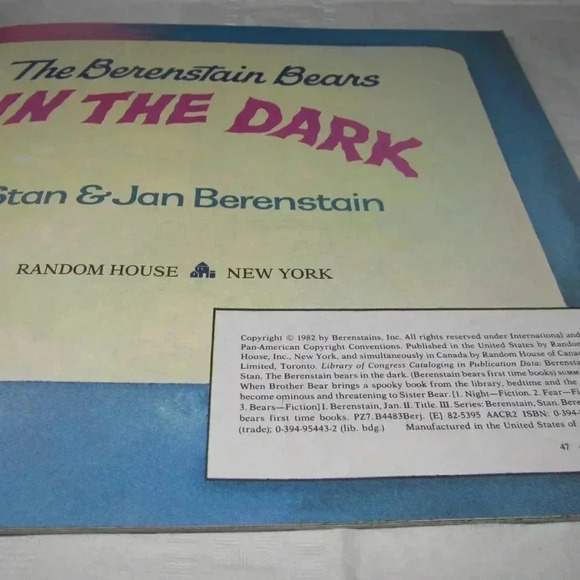 The Berenstain Bears
IN THE DARK
Stan & Jan Berenstain
RANDOM HOUSE NEW YORK
Copyright © 1982 by Berenstains, Inc. All rights reserved under International and
Pan-American Copyright Conventions. Published in the United States by Random
House, Inc., New York, and simultaneously in Canada by Random House of Canada
Limited, Toronto. Library of Congress Cataloging in Publication Data: Berenstain,
Stan. The Berenstain bears in the dark. (Berenstain bears first time books) SUMM
When Brother Bear brings a spooky book from the library, bedtime and the
become ominous and threatening to Sister Bear. [1. Night—Fiction. 2. Fear—Fi
3. Bears—Fiction] I. Berenstain, Jan. II. Title. III. Series: Berenstain, Stan. Beren
bears first time books. PZ7.B4483Berj. [E] 82-5395 AACR2 ISBN: 0-394-
(trade); 0-394-95443-2 (lib. bdg.) Manufactured in the United States of
47